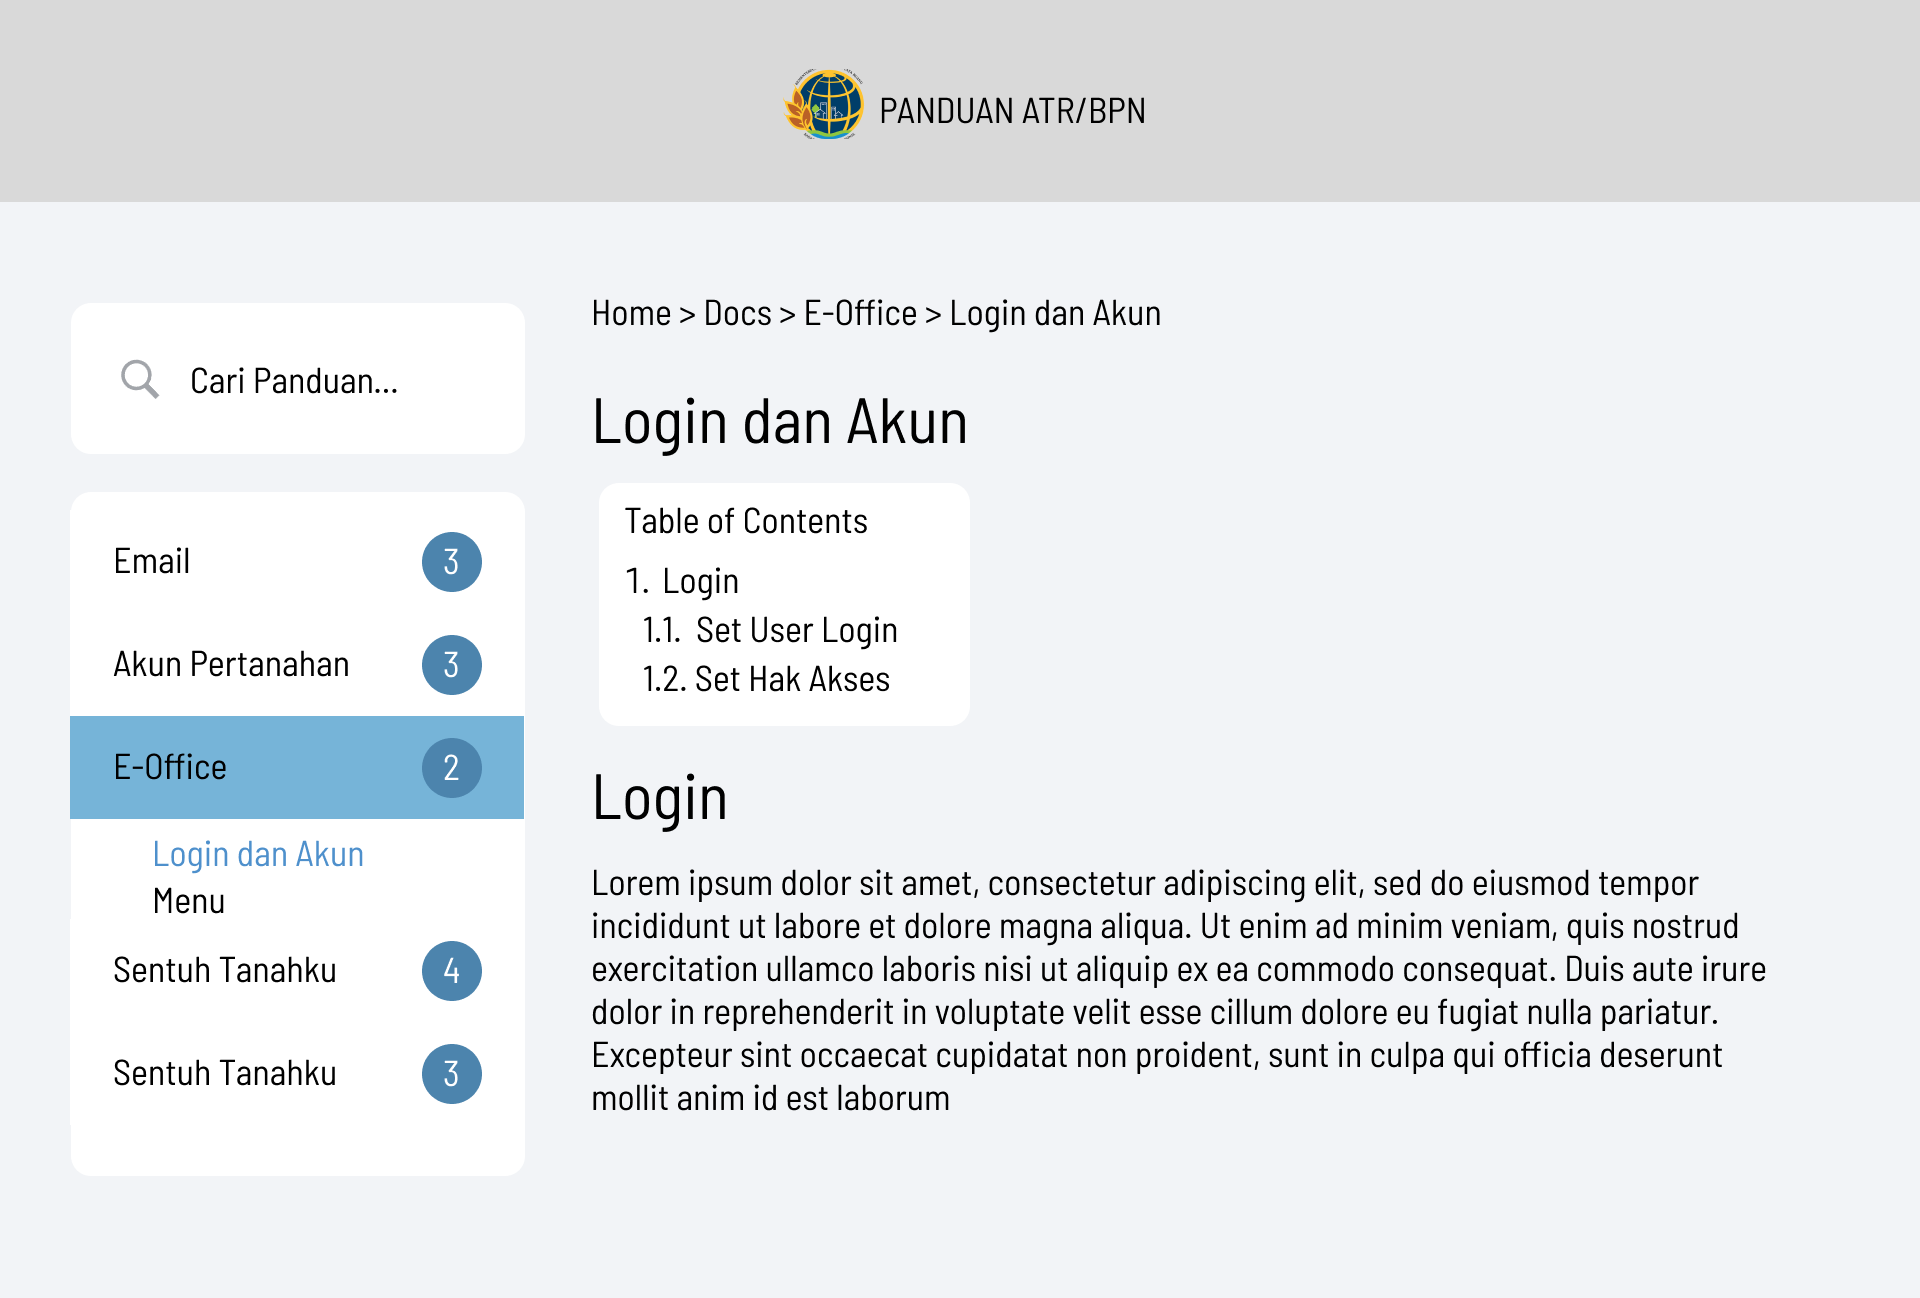 PANDUAN ATR/BPN
Cari Panduan...
Email 3
Akun Pertanahan 3
E-Office 2
Login dan Akun
Menu
Sentuh Tanahku 4
Sentuh Tanahku 3
Home > Docs > E-Office > Login dan Akun
Login dan Akun
Table of Contents
1. Login
1.1. Set User Login
1.2. Set Hak Akses
Login
Lorem ipsum dolor sit amet, consectetur adipiscing elit, sed do eiusmod tempor
incididunt ut labore et dolore magna aliqua. Ut enim ad minim veniam, quis nostrud
exercitation ullamco laboris nisi ut aliquip ex ea commodo consequat. Duis aute irure
dolor in reprehenderit in voluptate velit esse cillum dolore eu fugiat nulla pariatur.
Excepteur sint occaecat cupidatat non proident, sunt in culpa qui officia deserunt
mollit anim id est laborum